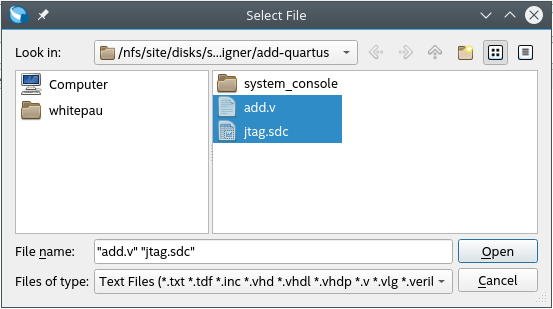 Select File
Look in: /nfs/site/disks/s...igner/add-quartus
Computer
whitepau
system_console
add.v
jtag.sdc
File name: "add.v" "jtag.sdc"
Open
Files of type: Text Files (*.txt *.tdf *.inc *.vhd *.vhdl *.vhdp *.v *.vlg *.veril
Cancel